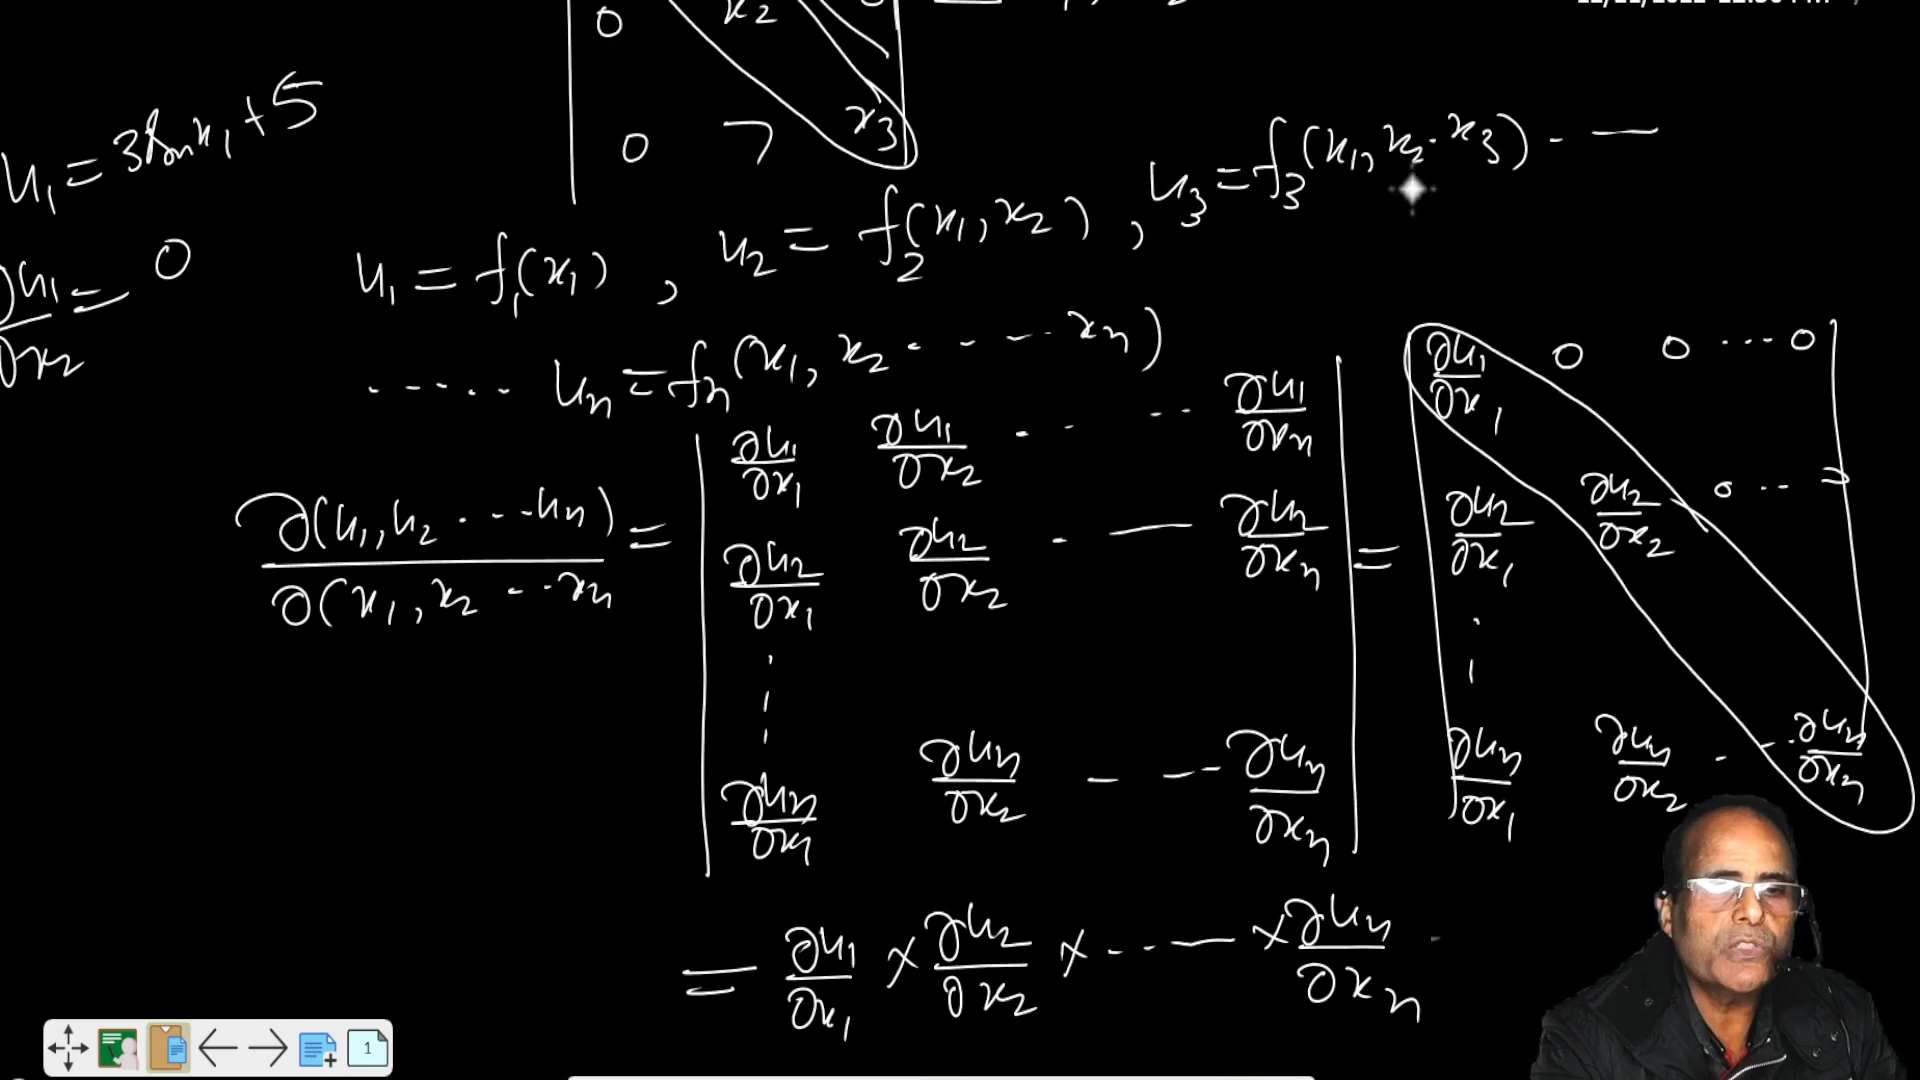 0 x₂
0 7 x₃
u₁ = 3 sin x₁ + 5
∂u₁/∂x₂ = 0
u₁ = f₁(x₁) , u₂ = f₂(x₁, x₂) , u₃ = f₃(x₁, x₂ . x₃) - —
..... uₙ = fₙ(x₁, x₂ - - - - xₙ)
∂(u₁, u₂ - - - uₙ)/∂(x₁, x₂ - - xₙ =
| ∂u₁/∂x₁ ∂u₁/∂x₂ - - - - ∂u₁/∂xₙ |
| ∂u₂/∂x₁ ∂u₂/∂x₂ - — ∂u₂/∂xₙ |
| ∂uₙ/∂x₁ ∂uₙ/∂x₂ - - - ∂uₙ/∂xₙ |
=
| ∂u₁/∂x₁ 0 0 ... 0 |
| ∂u₂/∂x₁ ∂u₂/∂x₂ 0 - - |
| ∂uₙ/∂x₁ ∂uₙ/∂x₂ - - ∂uₙ/∂xₙ |
= ∂u₁/∂x₁ × ∂u₂/∂x₂ × - - — × ∂uₙ/∂xₙ
1